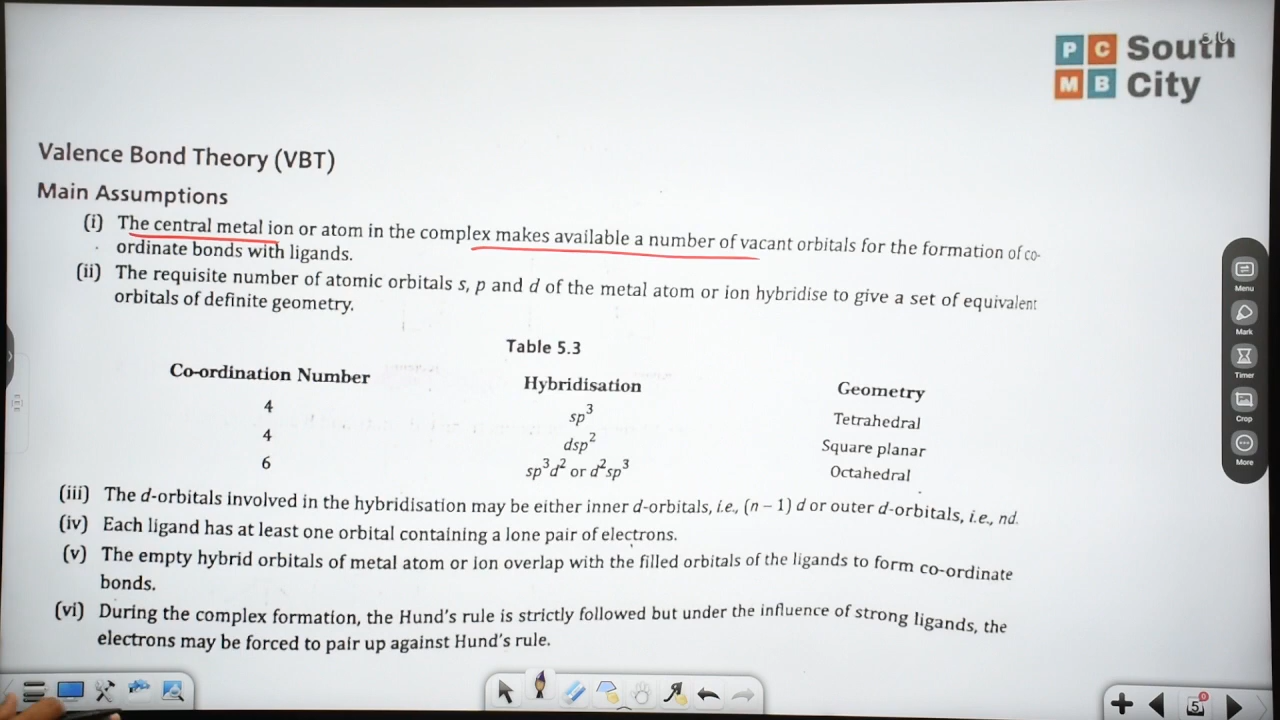 P C South
M B City
Valence Bond Theory (VBT)
Main Assumptions
(i) The central metal ion or atom in the complex makes available a number of vacant orbitals for the formation of co-
ordinate bonds with ligands.
(ii) The requisite number of atomic orbitals s, p and d of the metal atom or ion hybridise to give a set of equivalent
orbitals of definite geometry.
Table 5.3
Co-ordination Number Hybridisation Geometry
4 sp³ Tetrahedral
4 dsp² Square planar
6 sp³d² or d²sp³ Octahedral
(iii) The d-orbitals involved in the hybridisation may be either inner d-orbitals, i.e., (n – 1) d or outer d-orbitals, i.e., nd.
(iv) Each ligand has at least one orbital containing a lone pair of electrons.
(v) The empty hybrid orbitals of metal atom or ion overlap with the filled orbitals of the ligands to form co-ordinate
bonds.
(vi) During the complex formation, the Hund's rule is strictly followed but under the influence of strong ligands, the
electrons may be forced to pair up against Hund's rule.
Menu
Mark
Timer
Crop
More
5